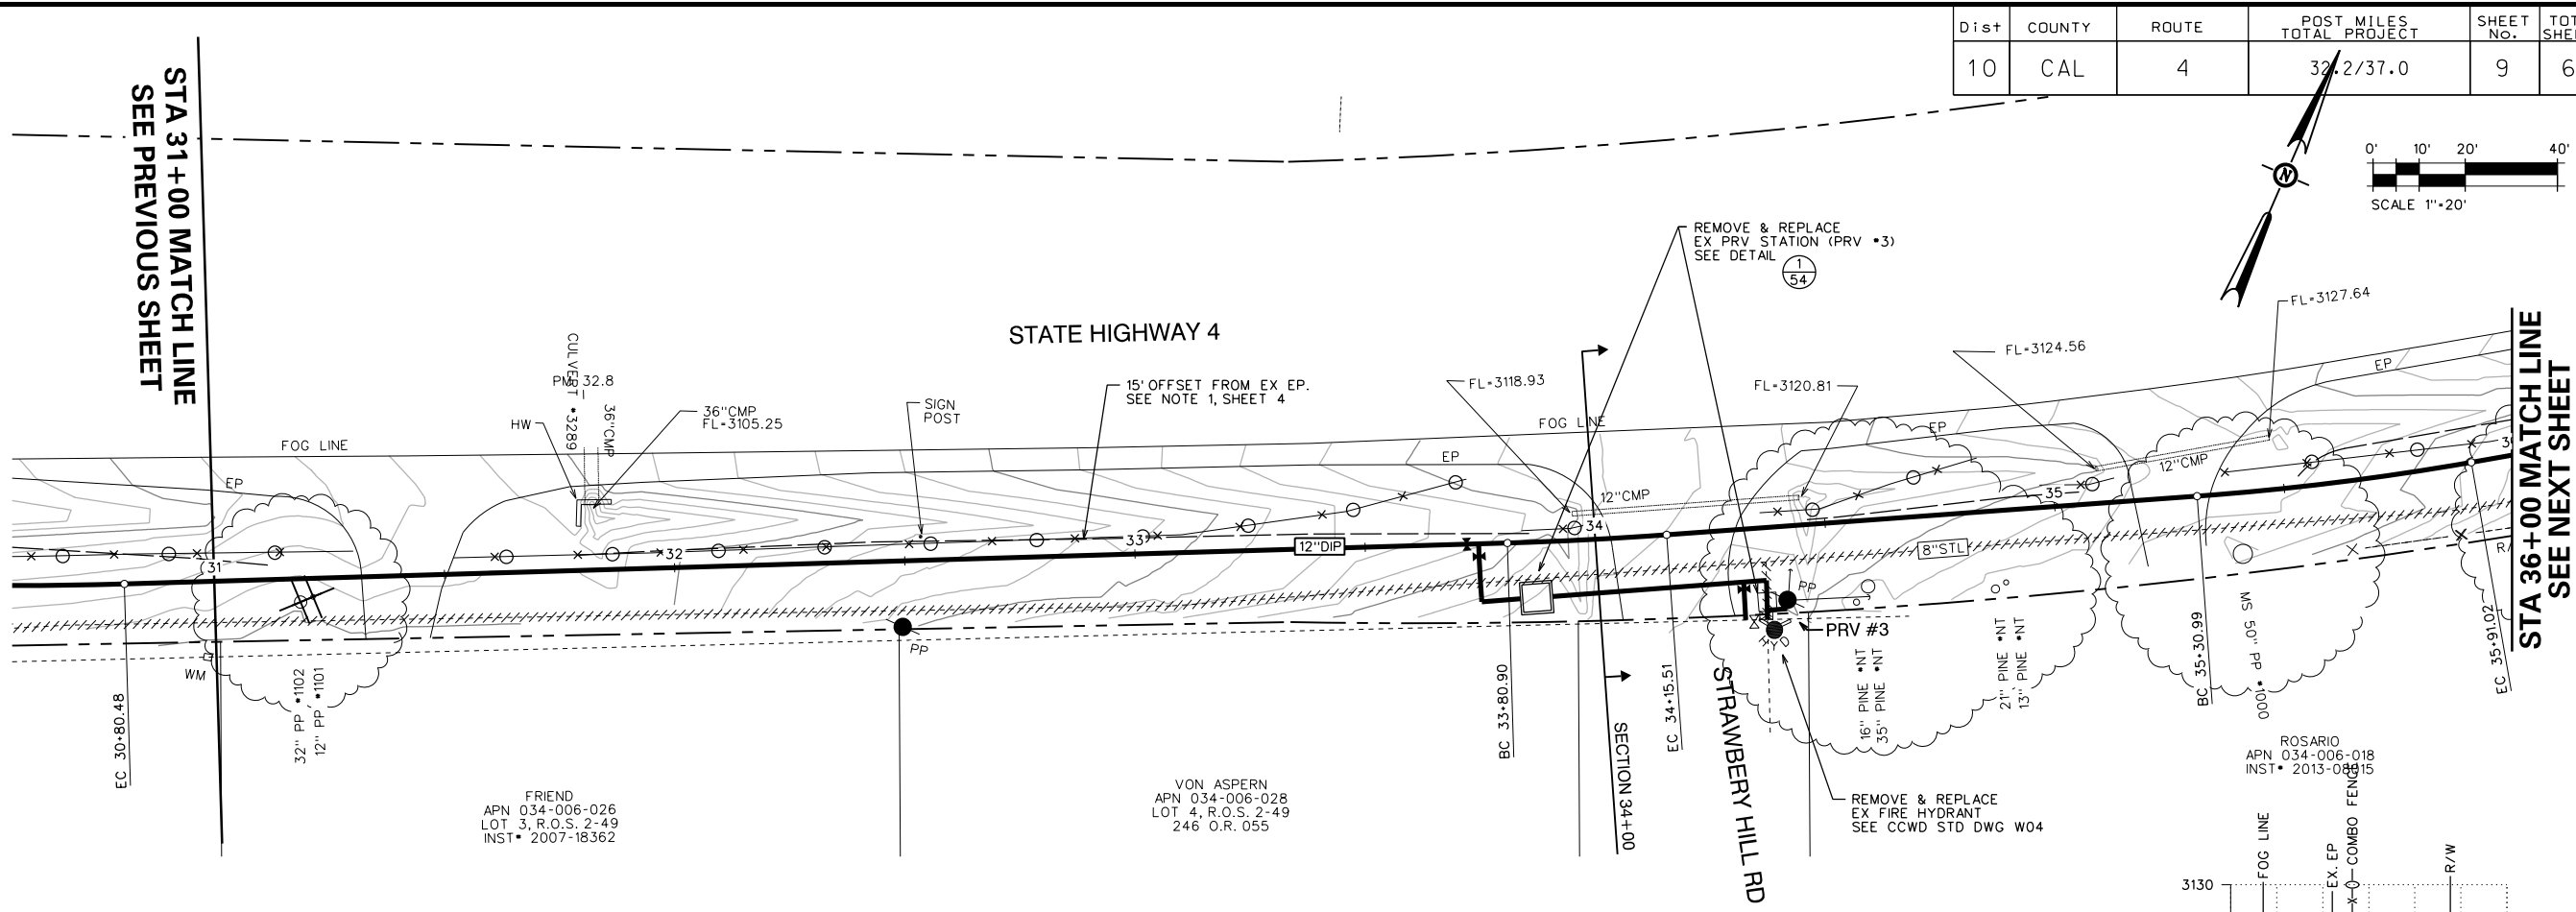 Dist COUNTY ROUTE POST MILES TOTAL PROJECT SHEET No.
10 CAL 4 32.2/37.0 9 6
STA 31+00 MATCH LINE
SEE PREVIOUS SHEET
0' 10' 20' 40'
SCALE 1"=20'
N
REMOVE & REPLACE
EX PRV STATION (PRV #3)
SEE DETAIL
1
54
STATE HIGHWAY 4
FL=3127.64
FL=3124.56
FL=3120.81
FL=3118.93
CULVERT #3289
PM 32.8
36"CMP
HW
36"CMP
FL=3105.25
SIGN
POST
15' OFFSET FROM EX EP.
SEE NOTE 1, SHEET 4
FOG LINE
FOG LINE
EP
EP
EP
EP
12"CMP
12"CMP
31
32
33
34
35
12"DIP
8"STL
PP
PP
WM
HYD
PRV #3
STA 36+00 MATCH LINE
SEE NEXT SHEET
EC 30+80.48
32" PP #1102
12" PP #1101
BC 33+80.90
SECTION 34+00
EC 34+15.51
STRAWBERY HILL RD
16" PINE #NT
35" PINE #NT
21" PINE #NT
13" PINE #NT
BC 35+30.99
MS 50" PP #1000
EC 35+91.02
FRIEND
APN 034-006-026
LOT 3, R.O.S. 2-49
INST# 2007-18362
VON ASPERN
APN 034-006-028
LOT 4, R.O.S. 2-49
246 O.R. 055
REMOVE & REPLACE
EX FIRE HYDRANT
SEE CCWD STD DWG W04
ROSARIO
APN 034-006-018
3130
FOG LINE
EX. EP
COMBO FENCE
R/W